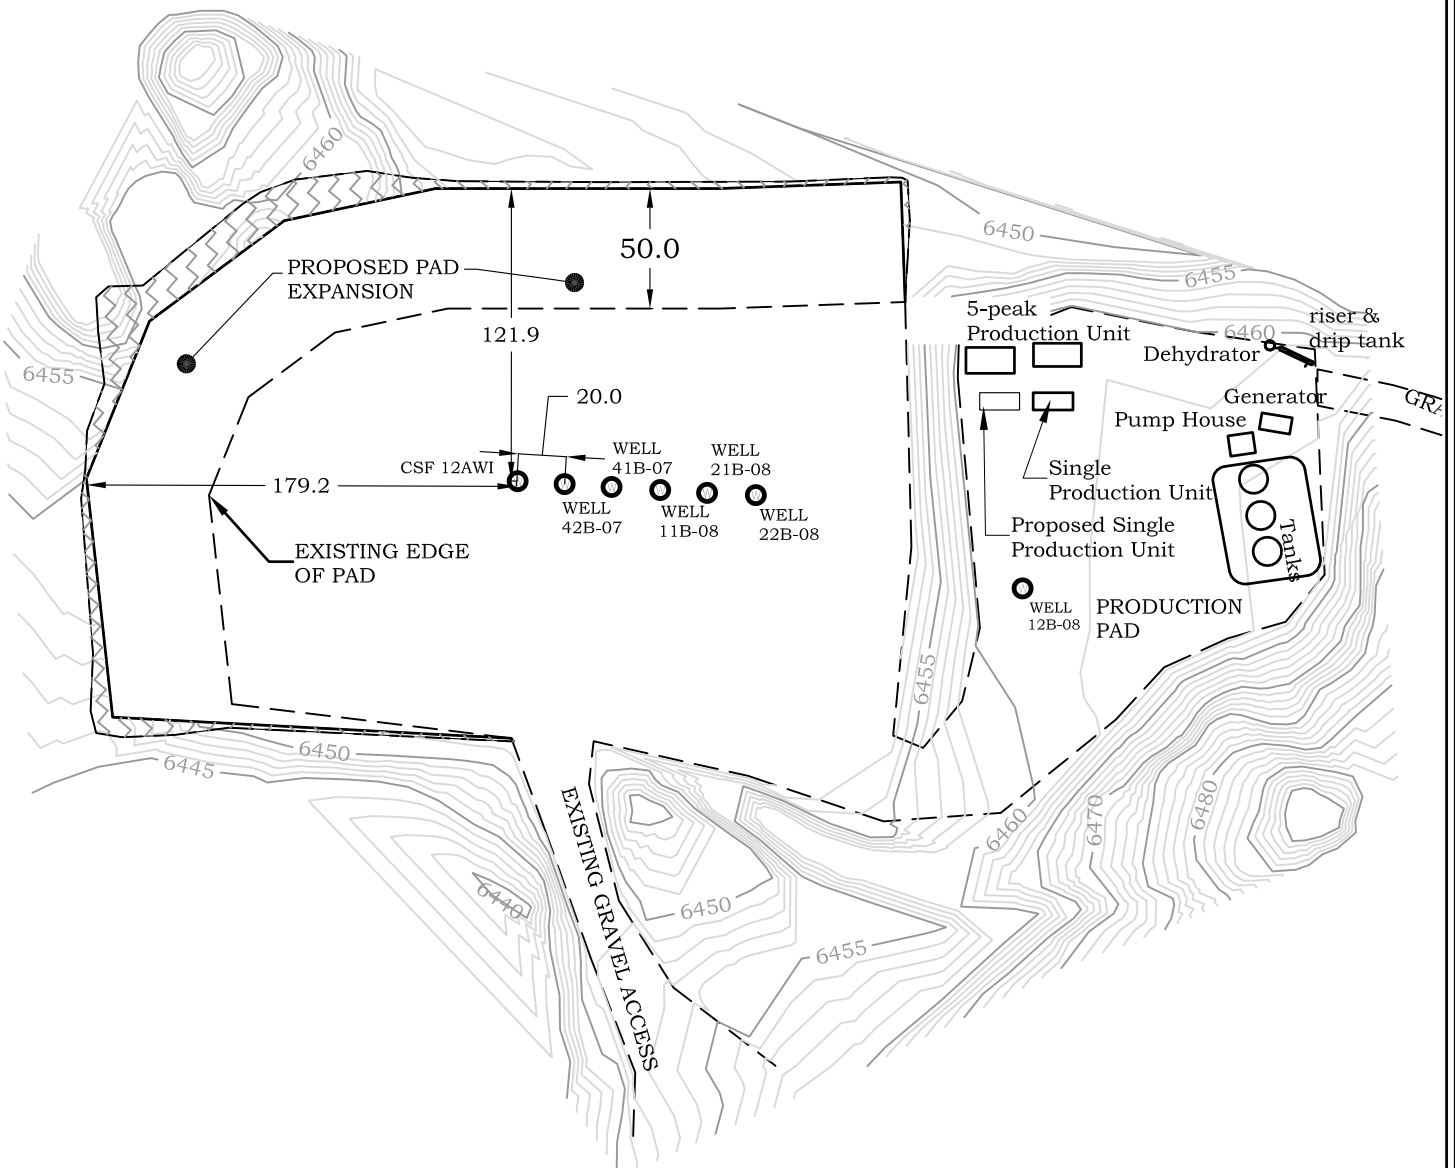 6460
6450
6455
50.0
PROPOSED PAD
EXPANSION
121.9
5-peak
Production Unit
riser &
drip tank
6460
Dehydrator
6455
20.0
Generator
GRA
Pump House
WELL
41B-07
WELL
21B-08
CSF 12AWI
Single
Production Unit
179.2
WELL
42B-07
WELL
11B-08
WELL
22B-08
Proposed Single
Production Unit
Tanks
EXISTING EDGE
OF PAD
WELL
12B-08
PRODUCTION
PAD
6455
6450
6445
EXISTING GRAVEL ACCESS
6460
6470
6480
6440
6450
6455